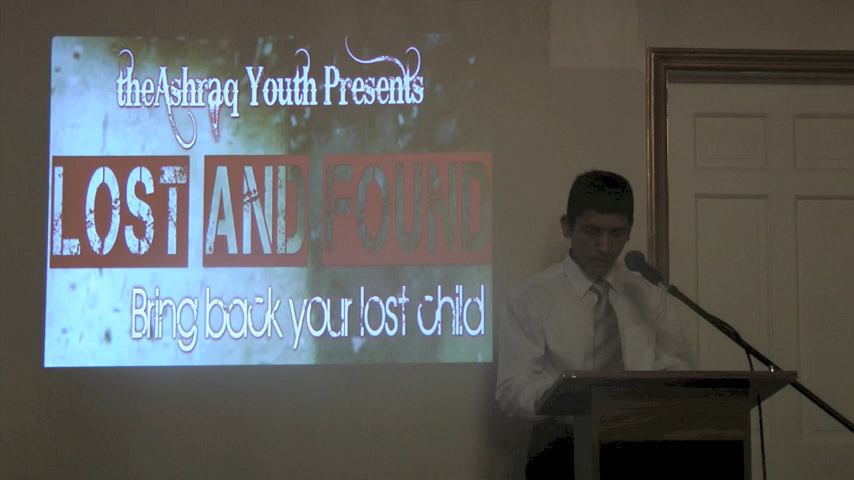 theAshraq Youth Presents
LOST AND FOUND
Bring back your lost child